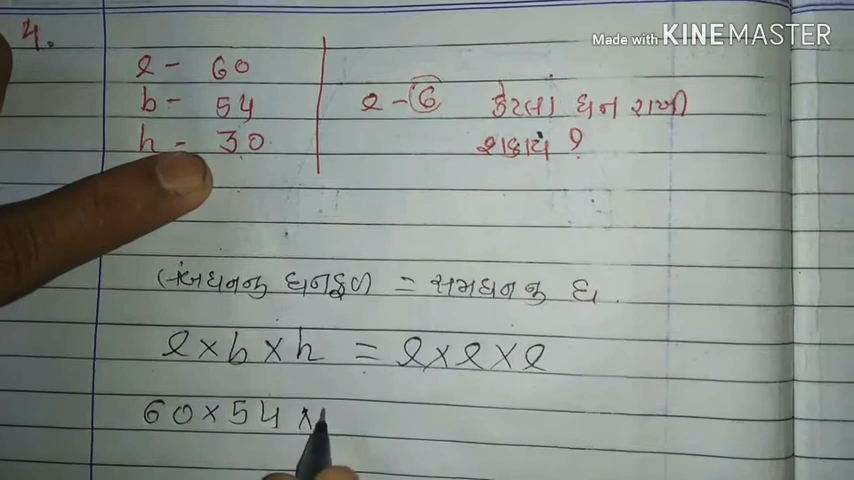 Made with KINEMASTER
4.
l - 60
b - 54
h - 30
l - 6 કેટલા ઘન રાખી
શકાય ?
લંબઘનનુ ઘનફળ = સમઘનનુ ઘ
l × b × h = l × l × l
60 × 54 ×